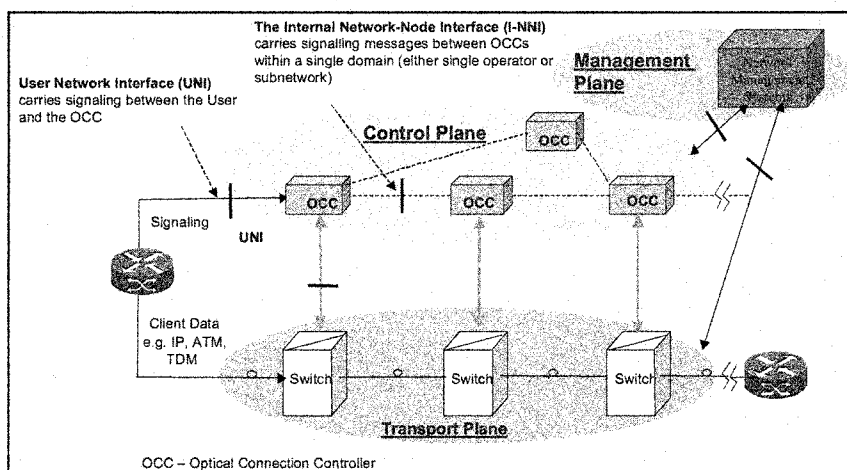 The Internal Network-Node Interface (I-NNI)
carries signalling messages between OCCs
within a single domain (either single operator or
subnetwork)
User Network Interface (UNI)
carries signaling between the User
and the OCC
Management
Plane
Network
Management
Control Plane
OCC
OCC
OCC
OCC
Signaling
UNI
Client Data
e.g. IP, ATM,
TDM
Switch
Switch
Switch
Transport Plane
OCC – Optical Connection Controller